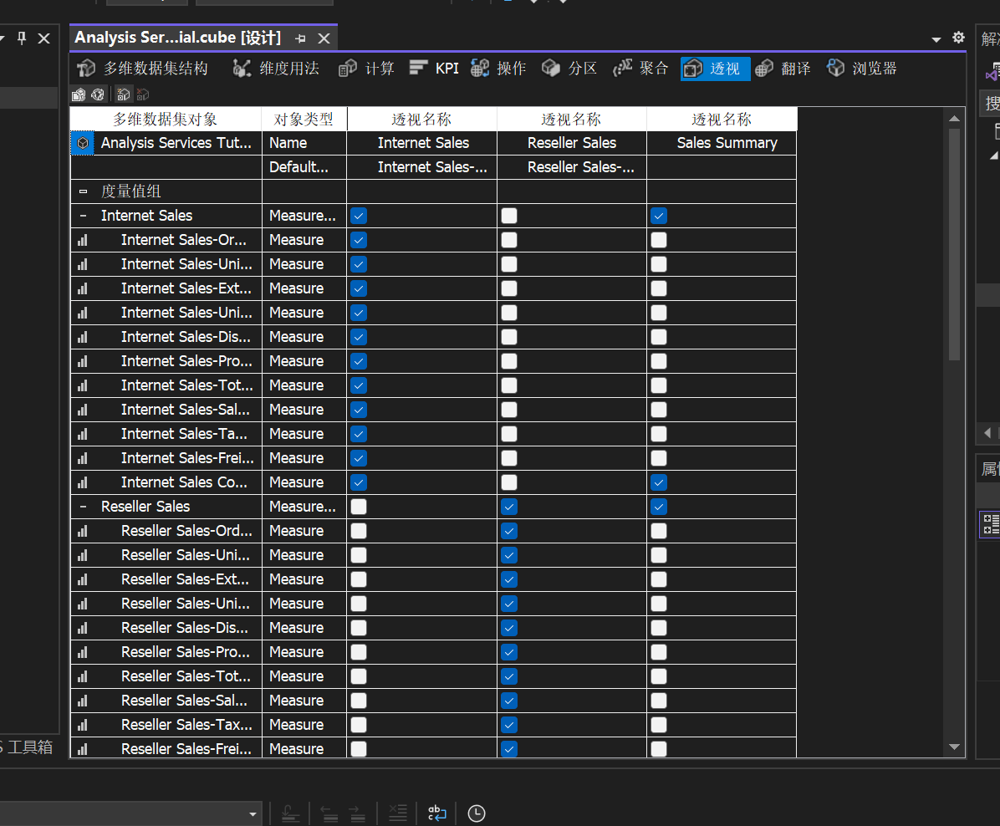 Analysis Ser...ial.cube [设计]
多维数据集结构 维度用法 计算 KPI 操作 分区 聚合 透视 翻译 浏览器
多维数据集对象 对象类型 透视名称 透视名称 透视名称
Analysis Services Tut... Name Internet Sales Reseller Sales Sales Summary
Default... Internet Sales-... Reseller Sales-...
度量值组
Internet Sales Measure...
Internet Sales-Or... Measure
Internet Sales-Uni... Measure
Internet Sales-Ext... Measure
Internet Sales-Uni... Measure
Internet Sales-Dis... Measure
Internet Sales-Pro... Measure
Internet Sales-Tot... Measure
Internet Sales-Sal... Measure
Internet Sales-Ta... Measure
Internet Sales-Frei... Measure
Internet Sales Co... Measure
Reseller Sales Measure...
Reseller Sales-Ord... Measure
Reseller Sales-Uni... Measure
Reseller Sales-Ext... Measure
Reseller Sales-Uni... Measure
Reseller Sales-Dis... Measure
Reseller Sales-Pro... Measure
Reseller Sales-Tot... Measure
Reseller Sales-Sal... Measure
Reseller Sales-Tax... Measure
Reseller Sales-Frei... Measure
搜
工具箱